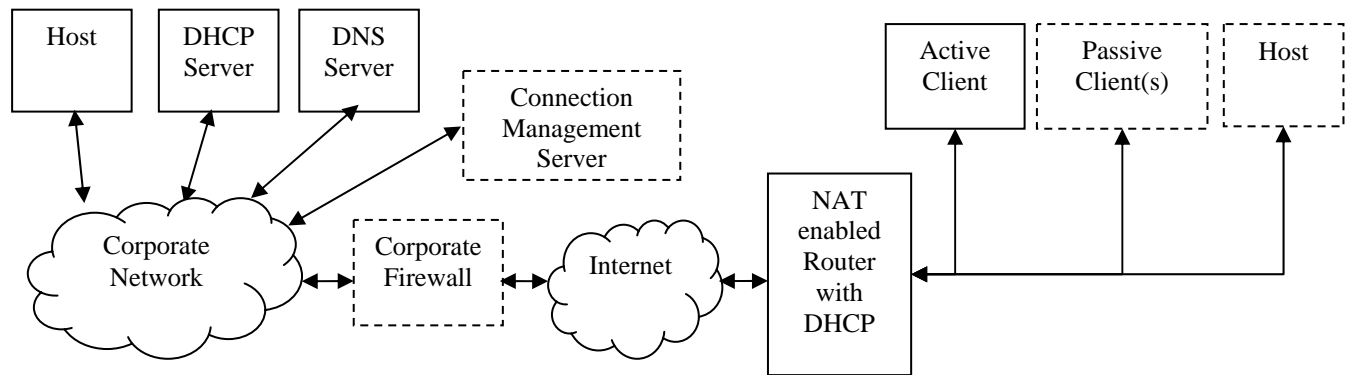 Host
DHCP
Server
DNS
Server
Connection
Management
Server
Active
Client
Passive
Client(s)
Host
Corporate
Network
Corporate
Firewall
Internet
NAT
enabled
Router
with
DHCP